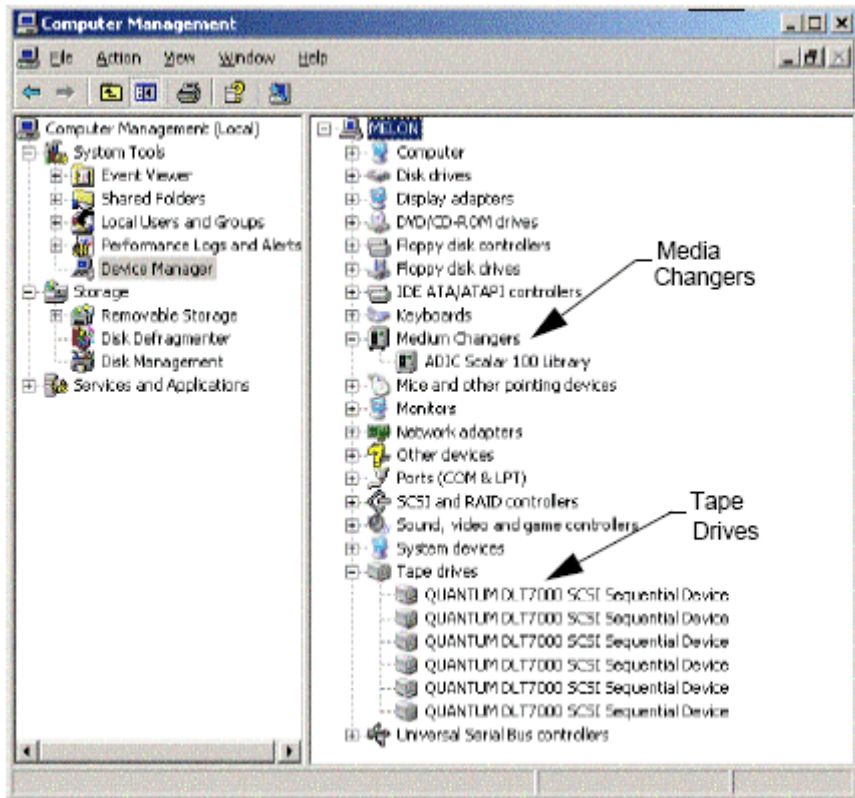 Computer Management
File Action View Window Help
Computer Management (Local)
System Tools
Event Viewer
Shared Folders
Local Users and Groups
Performance Logs and Alerts
Device Manager
Storage
Removable Storage
Disk Defragmenter
Disk Management
Services and Applications
MELON
Computer
Disk drives
Display adapters
DVD/CD-ROM drives
Floppy disk controllers
Floppy disk drives
IDE ATA/ATAPI controllers
Keyboards
Medium Changers
ADIC Scalar 100 Library
Mice and other pointing devices
Monitors
Network adapters
Other devices
Ports (COM & LPT)
SCSI and RAID controllers
Sound, video and game controllers
System devices
Tape drives
QUANTUM DLT7000 SCSI Sequential Device
QUANTUM DLT7000 SCSI Sequential Device
QUANTUM DLT7000 SCSI Sequential Device
QUANTUM DLT7000 SCSI Sequential Device
QUANTUM DLT7000 SCSI Sequential Device
QUANTUM DLT7000 SCSI Sequential Device
Universal Serial Bus controllers
Media
Changers
Tape
Drives